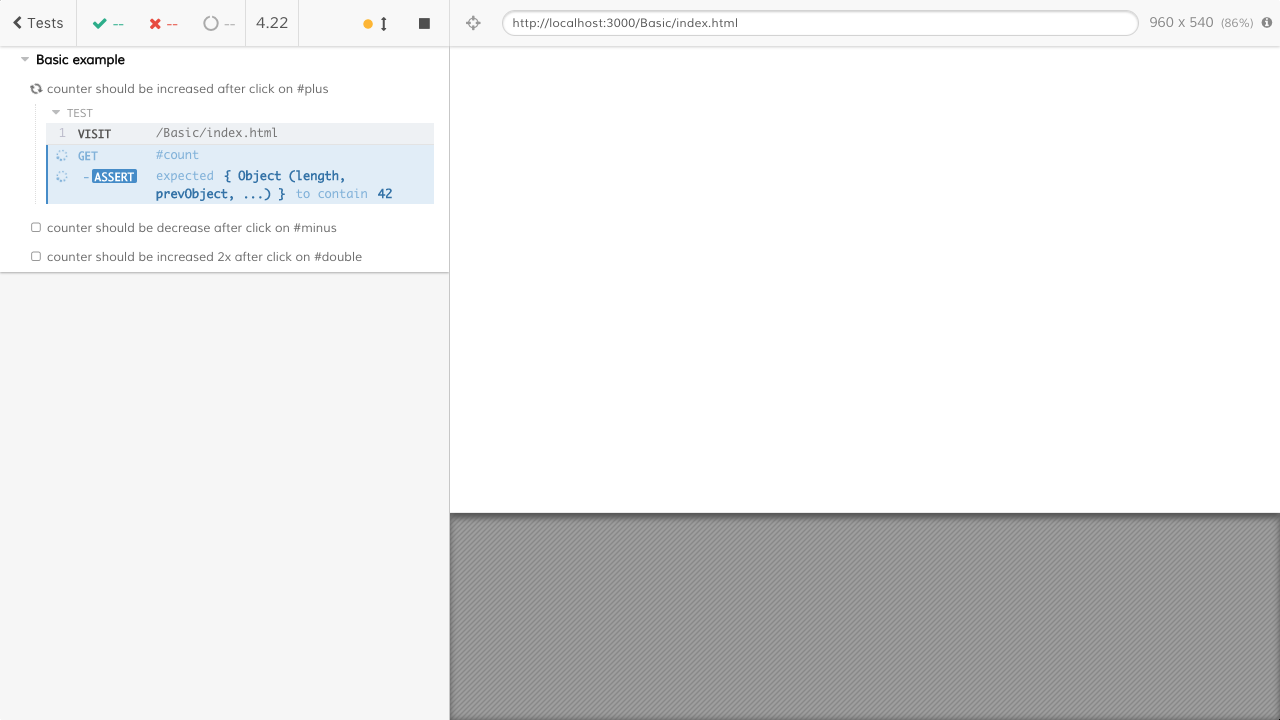 Tests -- -- -- 4.22 http://localhost:3000/Basic/index.html 960 x 540 (86%)
Basic example
counter should be increased after click on #plus
TEST
1 VISIT /Basic/index.html
GET #count
- ASSERT expected { Object (length,
prevObject, ...) } to contain 42
counter should be decrease after click on #minus
counter should be increased 2x after click on #double